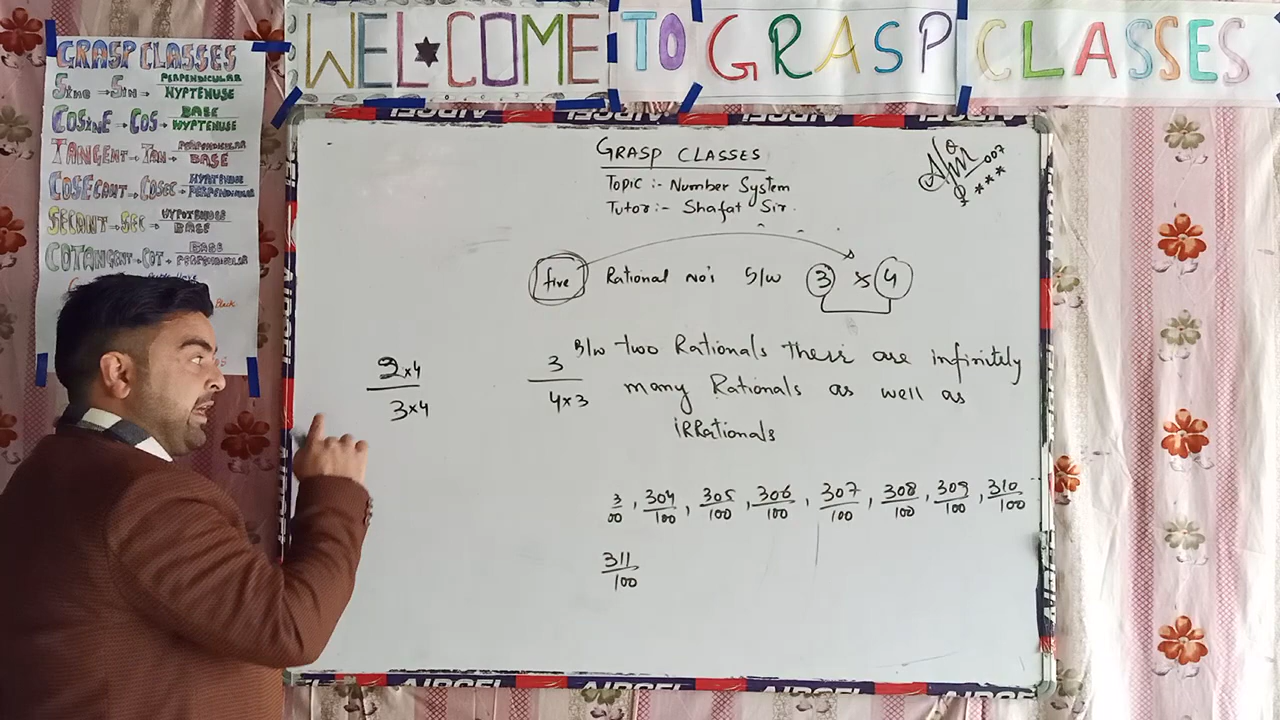 WELCOME TO GRASP CLASSES
GRASP CLASSES
SINE → SIN → PERPENDICULAR
HYPTENUSE
COSINE → COS → BASE
HYPTENUSE
TANGENT → TAN → PERPENDICULAR
BASE
COSECANT → COSEC → HYPTENUSE
PERPENDICULAR
SECANT → SEC → HYPOTENUSE
BASE
COTANGENT → COT → BASE
PERPENDICULAR
GRASP CLASSES
Topic :- Number System
Tutor:- Shafat Sir.
007
***
five Rational No's b/w 3 & 4
2×4
3×4
3
4×3
B/w two Rationals there are infinitely
many Rationals as well as
iRRationals
3/00, 304/100, 305/100, 306/100, 307/100, 308/100, 309/100, 310/100
311/100